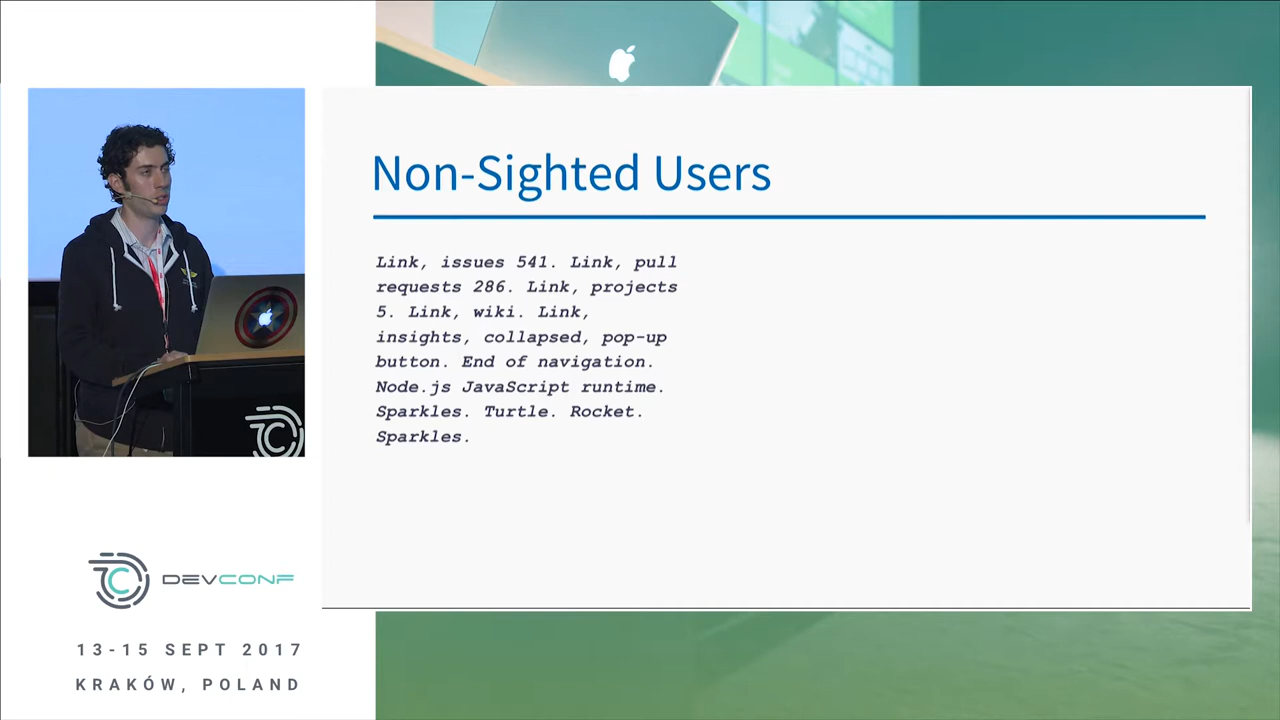 Non-Sighted Users
Link, issues 541. Link, pull
requests 286. Link, projects
5. Link, wiki. Link,
insights, collapsed, pop-up
button. End of navigation.
Node.js JavaScript runtime.
Sparkles. Turtle. Rocket.
Sparkles.
DEVCONF
13-15 SEPT 2017
KRAKÓW, POLAND